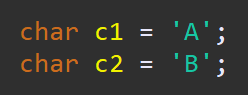 char c1 = 'A';
char c2 = 'B';